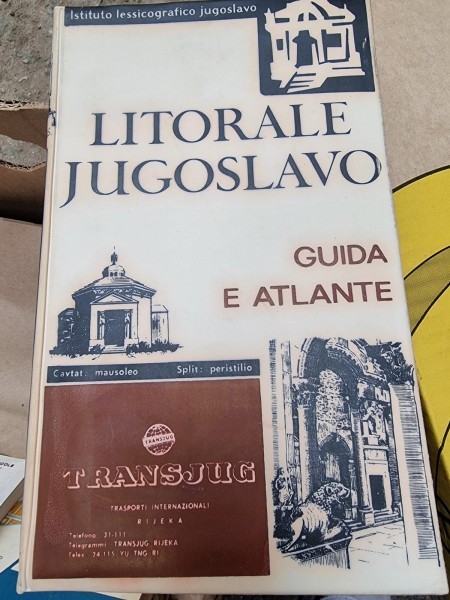 Istituto lessicografico jugoslavo
LITORALE
JUGOSLAVO
GUIDA
E ATLANTE
Cavtat: mausoleo Split: peristilio
TRANSJUG
TRANSJUG
TRASPORTI INTERNAZIONALI
RIJEKA
Telefono: 31-111
Telegrammi: TRANSJUG RIJEKA
Telex: 24-115 YU TNG RI